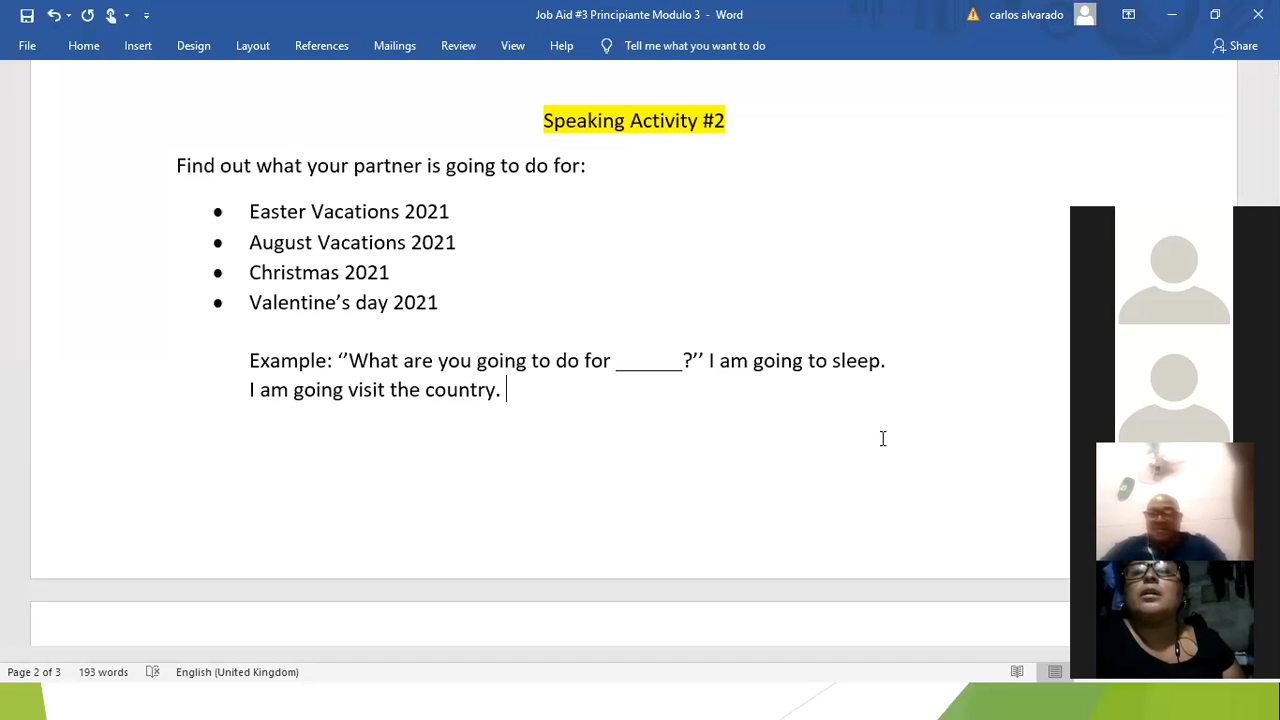 Job Aid #3 Principiante Modulo 3 - Word
carlos alvarado
File Home Insert Design Layout References Mailings Review View Help Tell me what you want to do Share
Speaking Activity #2
Find out what your partner is going to do for:
• Easter Vacations 2021
• August Vacations 2021
• Christmas 2021
• Valentine’s day 2021
Example: ‘’What are you going to do for ______?’’ I am going to sleep.
I am going visit the country.
Page 2 of 3 193 words English (United Kingdom)